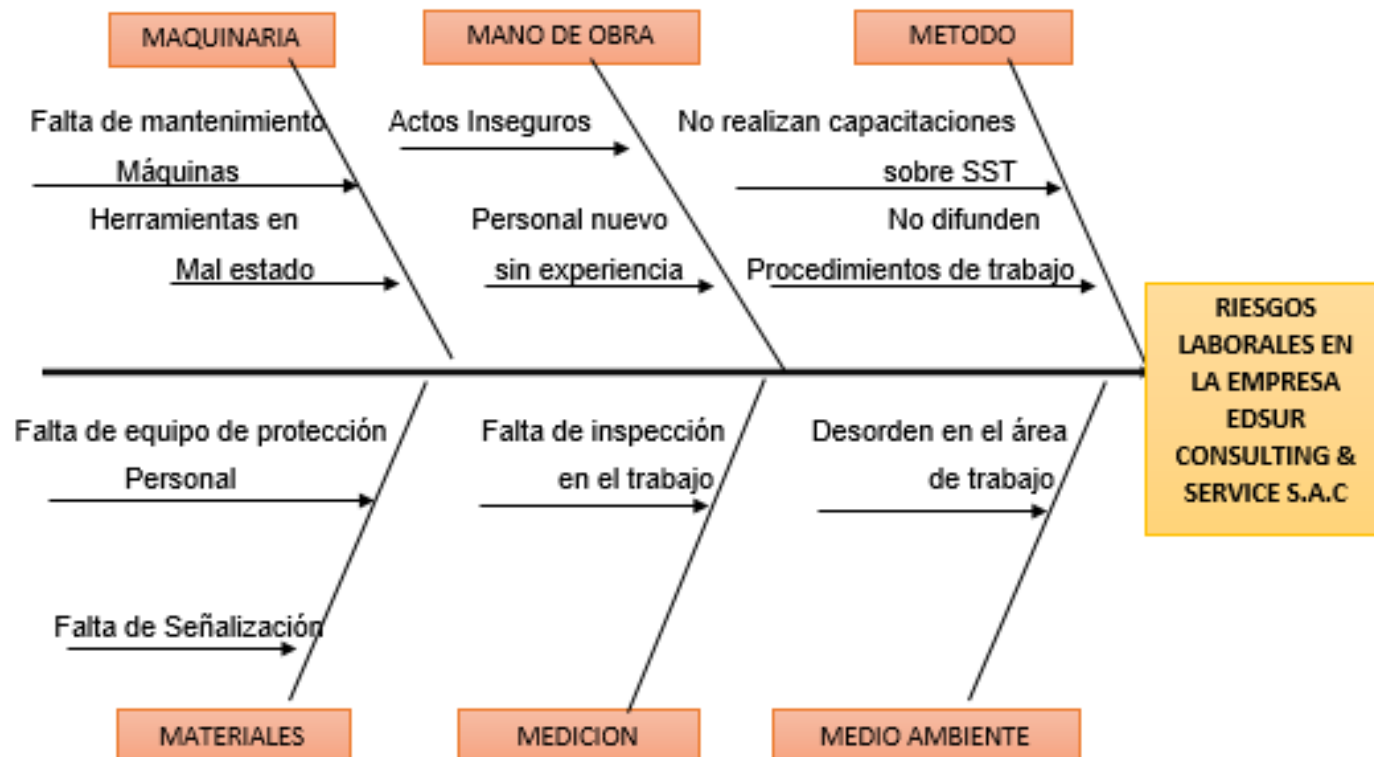 MAQUINARIA
MANO DE OBRA
METODO
Falta de mantenimiento
Máquinas
Herramientas en
Mal estado
Actos Inseguros
Personal nuevo
sin experiencia
No realizan capacitaciones
sobre SST
No difunden
Procedimientos de trabajo
RIESGOS
LABORALES EN
LA EMPRESA
EDSUR
CONSULTING &
SERVICE S.A.C
Falta de equipo de protección
Personal
Falta de Señalización
Falta de inspección
en el trabajo
Desorden en el área
de trabajo
MATERIALES
MEDICION
MEDIO AMBIENTE